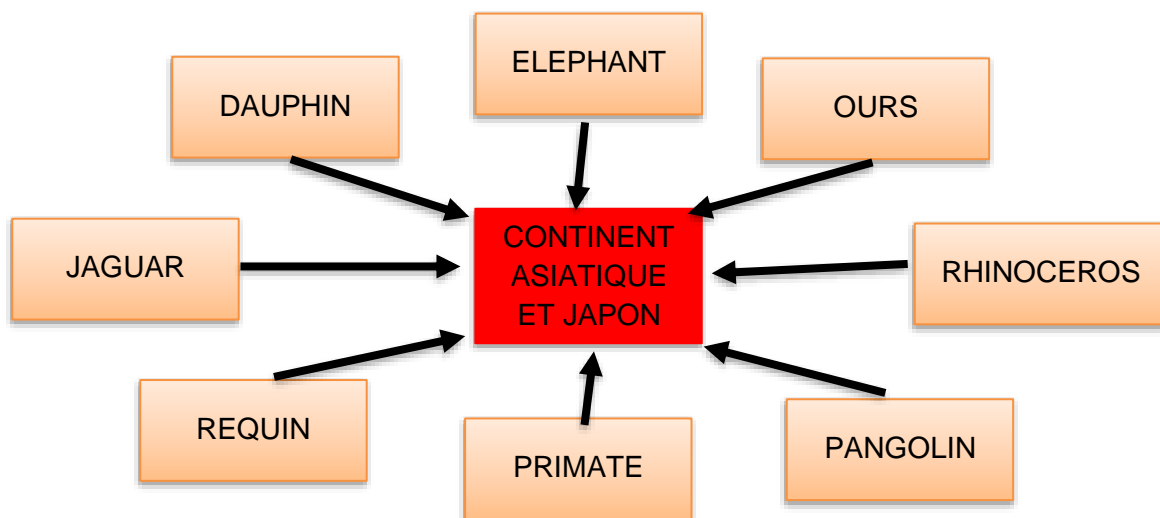 ELEPHANT
DAUPHIN
OURS
CONTINENT
ASIATIQUE
ET JAPON
JAGUAR
RHINOCEROS
REQUIN
PRIMATE
PANGOLIN